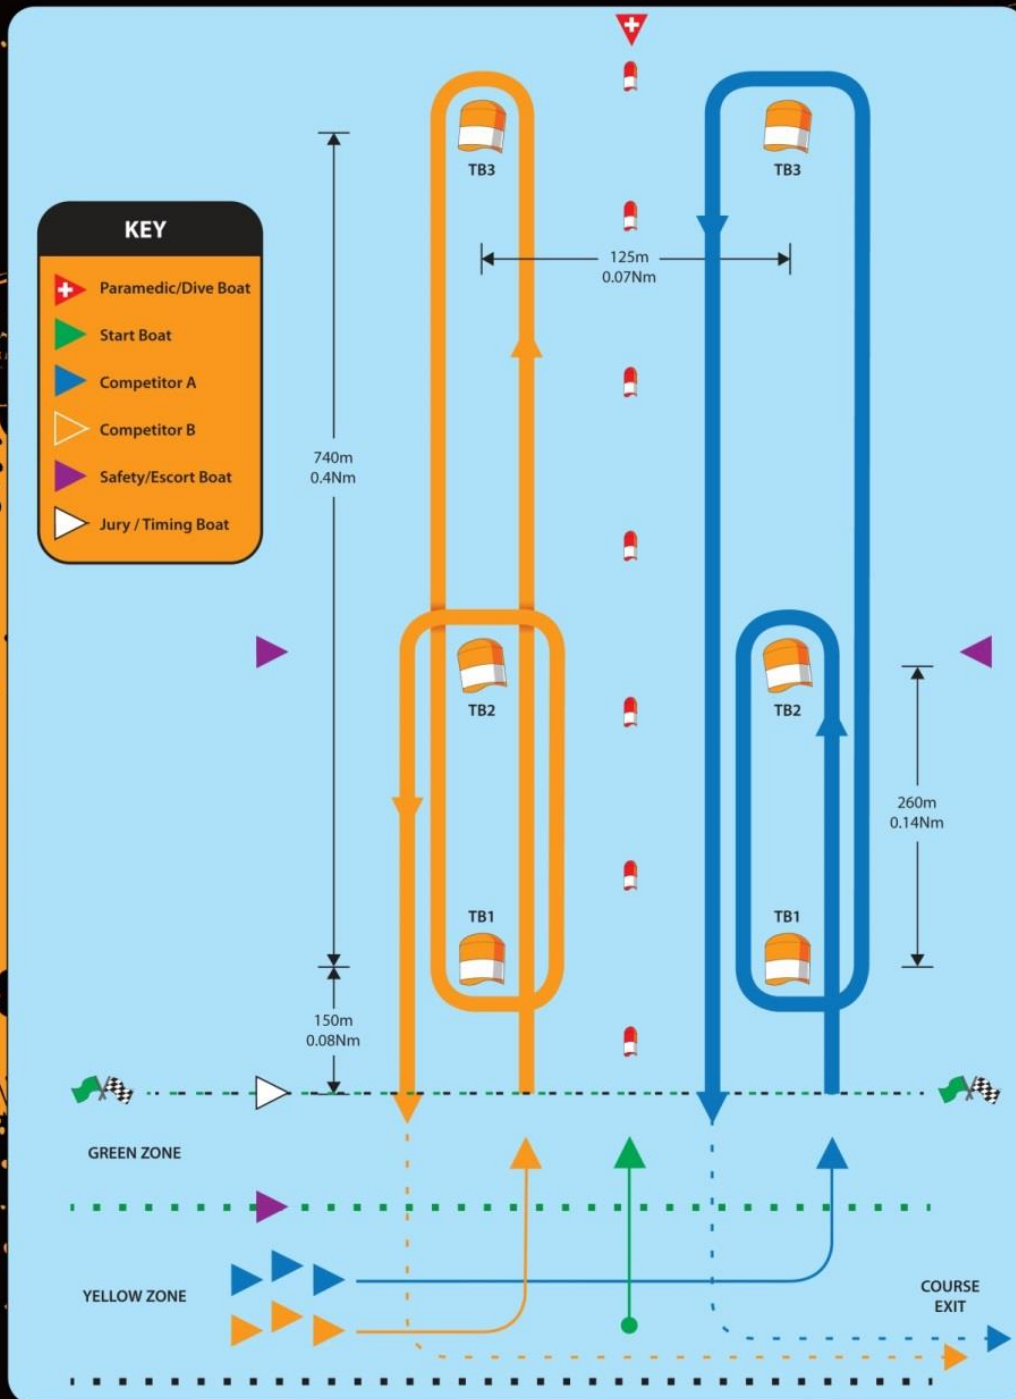 TB3
TB3
125m
0.07Nm
KEY
Paramedic/Dive Boat
Start Boat
Competitor A
Competitor B
Safety/Escort Boat
Jury / Timing Boat
740m
0.4Nm
TB2
TB2
260m
0.14Nm
TB1
TB1
150m
0.08Nm
GREEN ZONE
YELLOW ZONE
COURSE
EXIT